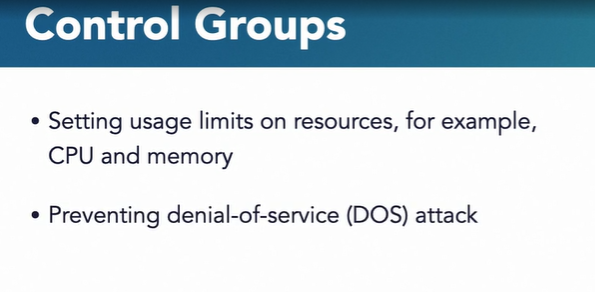 Control Groups
• Setting usage limits on resources, for example,
CPU and memory
• Preventing denial-of-service (DOS) attack